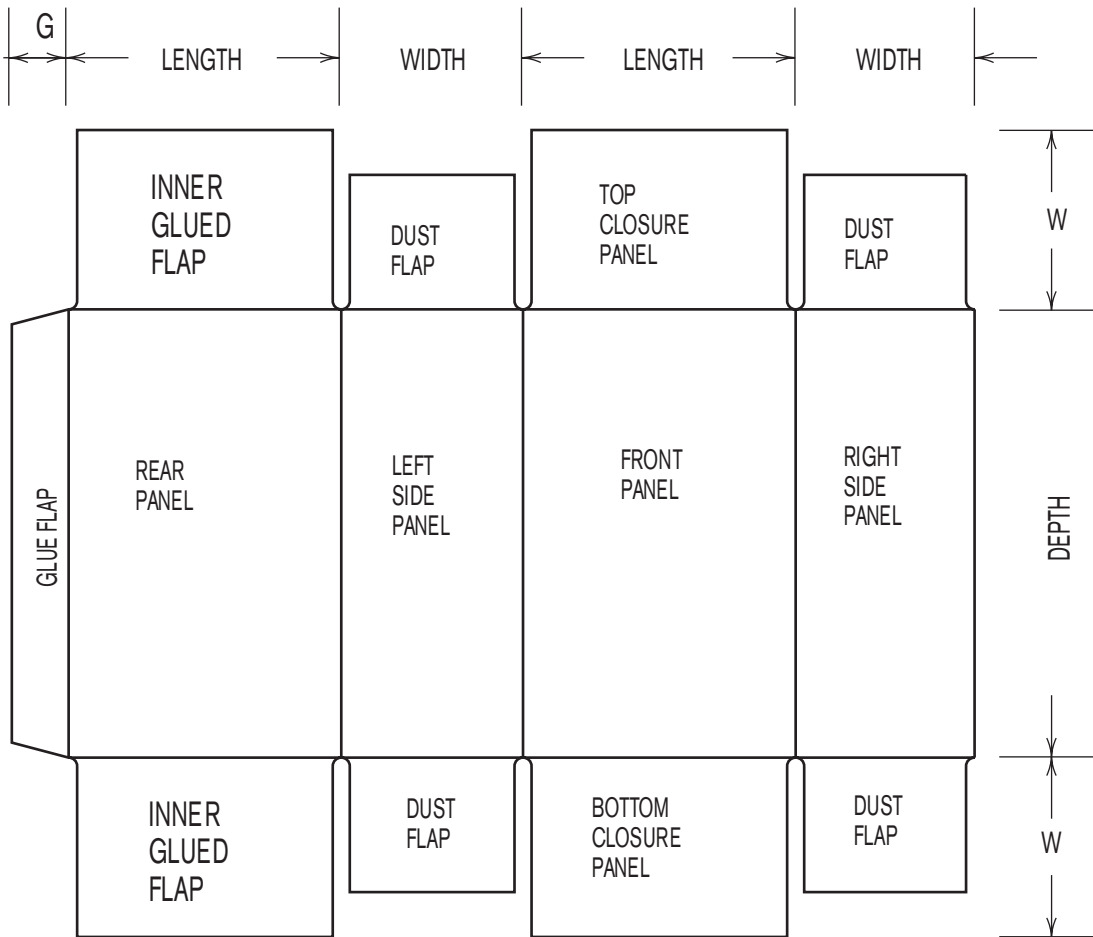 G
LENGTH
WIDTH
LENGTH
WIDTH
INNER
GLUED
FLAP
DUST
FLAP
TOP
CLOSURE
PANEL
DUST
FLAP
W
GLUE FLAP
REAR
PANEL
LEFT
SIDE
PANEL
FRONT
PANEL
RIGHT
SIDE
PANEL
DEPTH
INNER
GLUED
FLAP
DUST
FLAP
BOTTOM
CLOSURE
PANEL
DUST
FLAP
W